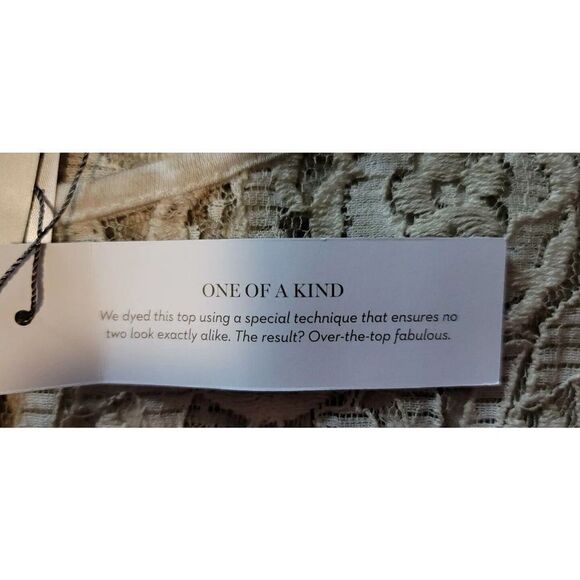 ONE OF A KIND
We dyed this top using a special technique that ensures no
two look exactly alike. The result? Over-the-top fabulous.